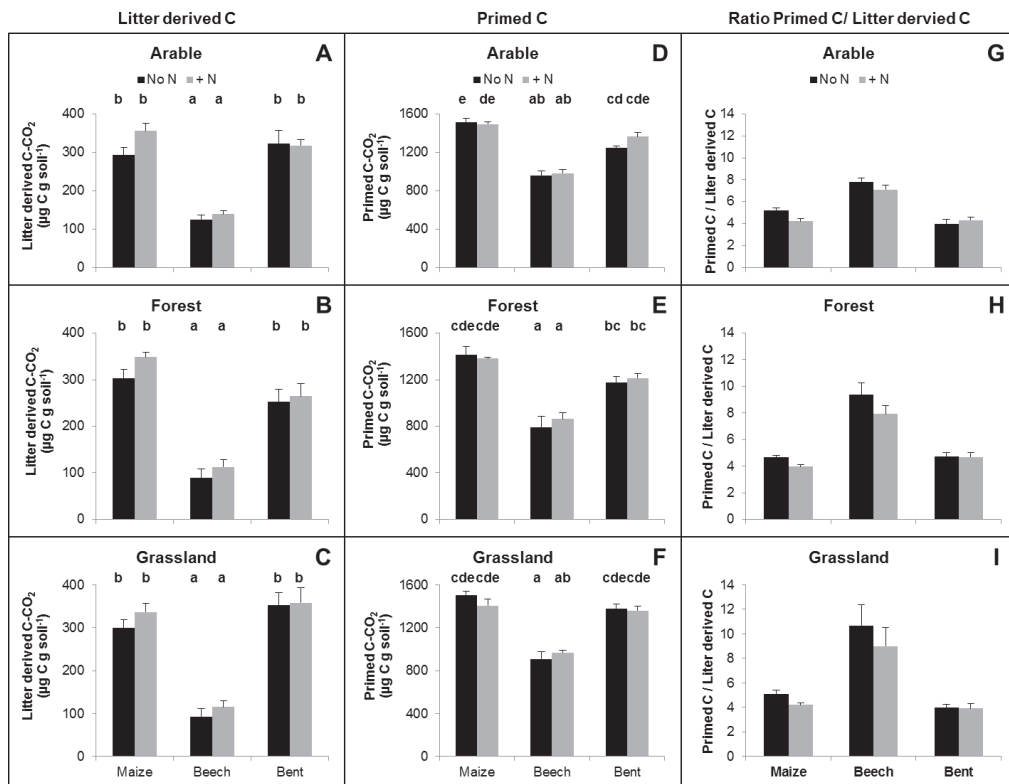 Litter derived C
Primed C
Ratio Primed C/ Litter dervied C
Arable
A
No N + N
b b a a b b
400
300
200
100
0
Litter derived C-CO2
(µg C g soil-1)
Arable
D
No N + N
e de ab ab cd cde
1600
1200
800
400
0
Primed C-CO2
(µg C g soil-1)
Arable
G
No N + N
14
12
10
8
6
4
2
0
Primed C / Liter derived C
Forest
B
b b a a b b
400
300
200
100
0
Litter derived C-CO2
(µg C g soil-1)
Forest
E
cdecde a a bc bc
1600
1200
800
400
0
Primed C-CO2
(µg C g soil-1)
Forest
H
14
12
10
8
6
4
2
0
Primed C / Liter derived C
Grassland
C
b b a a b b
400
300
200
100
0
Litter derived C-CO2
(µg C g soil-1)
Maize Beech Bent
Grassland
F
cdecde a ab cdecde
1600
1200
800
400
0
Primed C-CO2
(µg C g soil-1)
Maize Beech Bent
Grassland
I
14
12
10
8
6
4
2
0
Primed C / Liter derived C
Maize Beech Bent